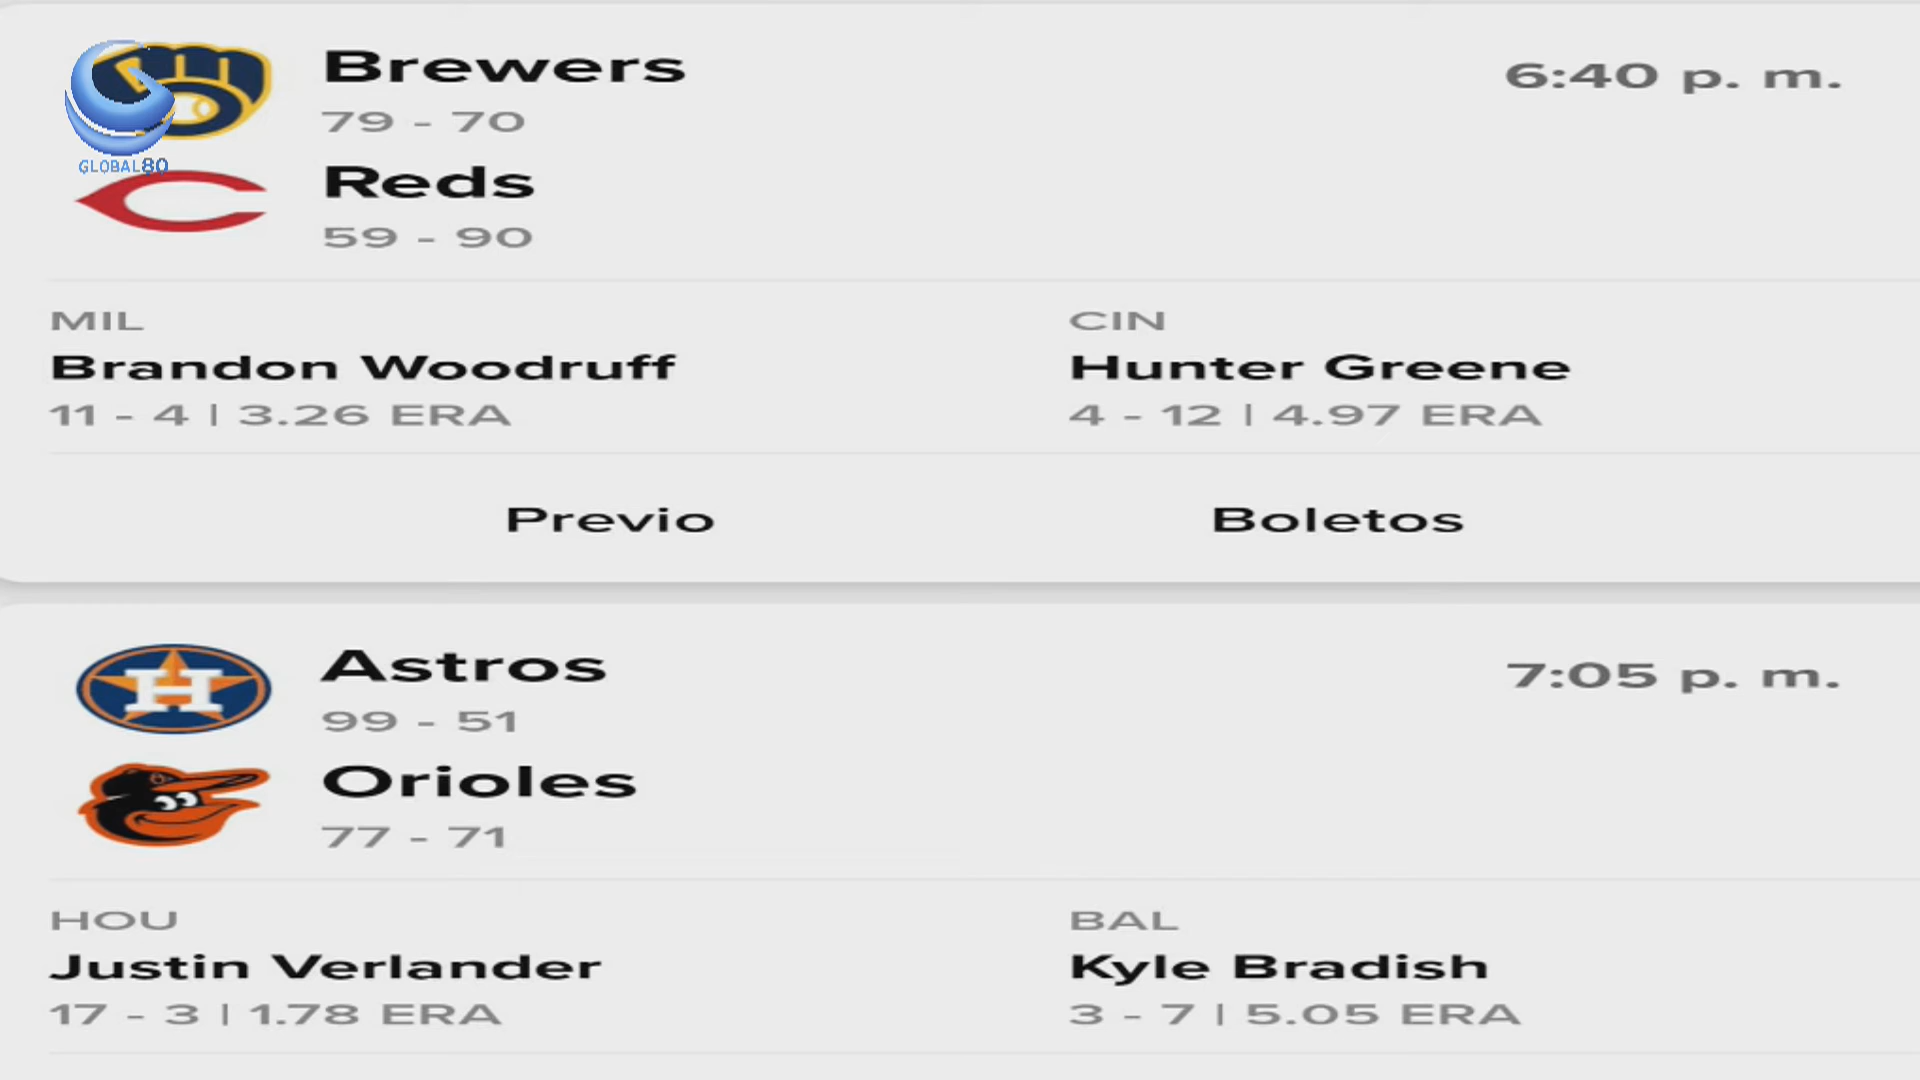 Brewers
6:40 p. m.
79 - 70
GLOBAL80
Reds
59 - 90
MIL
CIN
Brandon Woodruff
Hunter Greene
11 - 4 | 3.26 ERA
4 - 12 | 4.97 ERA
Previo
Boletos
Astros
7:05 p. m.
99 - 51
H
Orioles
77 - 71
HOU
BAL
Justin Verlander
Kyle Bradish
17 - 3 | 1.78 ERA
3 - 7 | 5.05 ERA